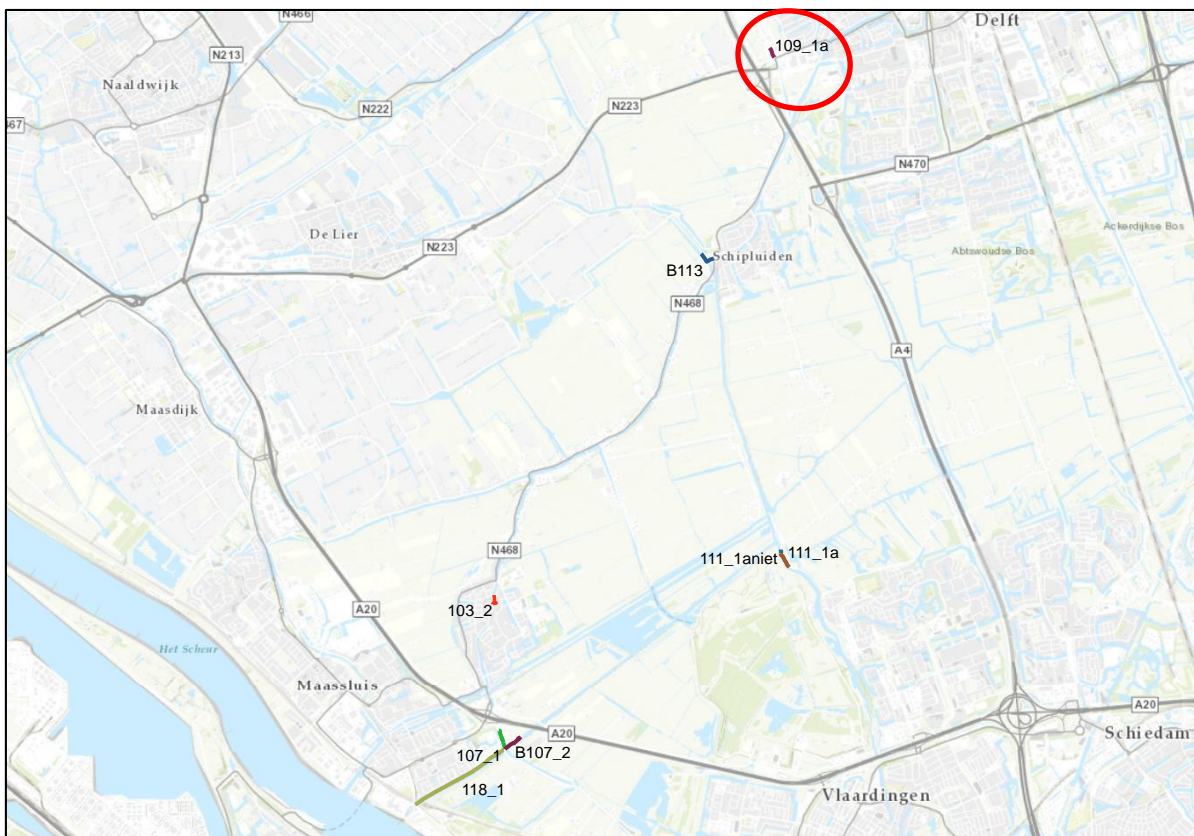 N466
Delft
N213
109_1a
Naaldwijk
N222
N223
467
N470
De Lier
N223
Ackerdijkse Bos
Abtswoudse Bos
Schipluiden
B113
N468
A4
Maasdijk
N468
111_1aniet
111_1a
103_2
A20
Het Scheur
Maassluis
A20
A20
Schiedam
107_1
B107_2
118_1
Vlaardingen